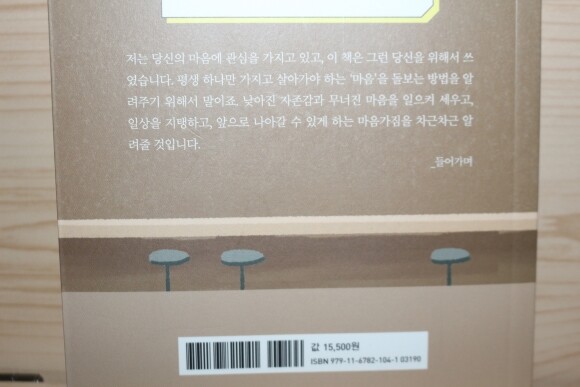 저는 당신의 마음에 관심을 가지고 있고, 이 책은 그런 당신을 위해서 쓰
였습니다. 평생 하나만 가지고 살아가야 하는 '마음'을 돌보는 방법을 알
려주기 위해서 말이죠. 낮아진 자존감과 무너진 마음을 일으켜 세우고,
일상을 지탱하고, 앞으로 나아갈 수 있게 하는 마음가짐을 차근차근 알
려줄 것입니다.
_들어가며
값 15,500원
ISBN 979-11-6782-104-1 03190